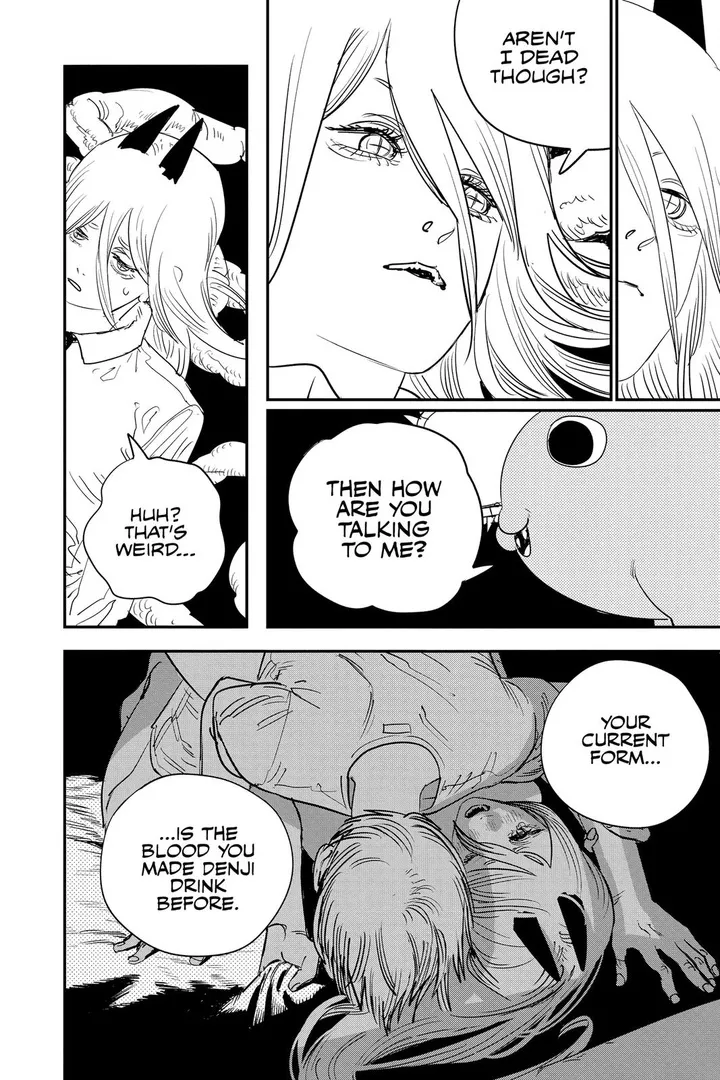 AREN'T
I DEAD
THOUGH?
THEN HOW
ARE YOU
TALKING
TO ME?
HUH?
THAT'S
WEIRD...
YOUR
CURRENT
FORM...
...IS THE
BLOOD YOU
MADE DENJI
DRINK
BEFORE.